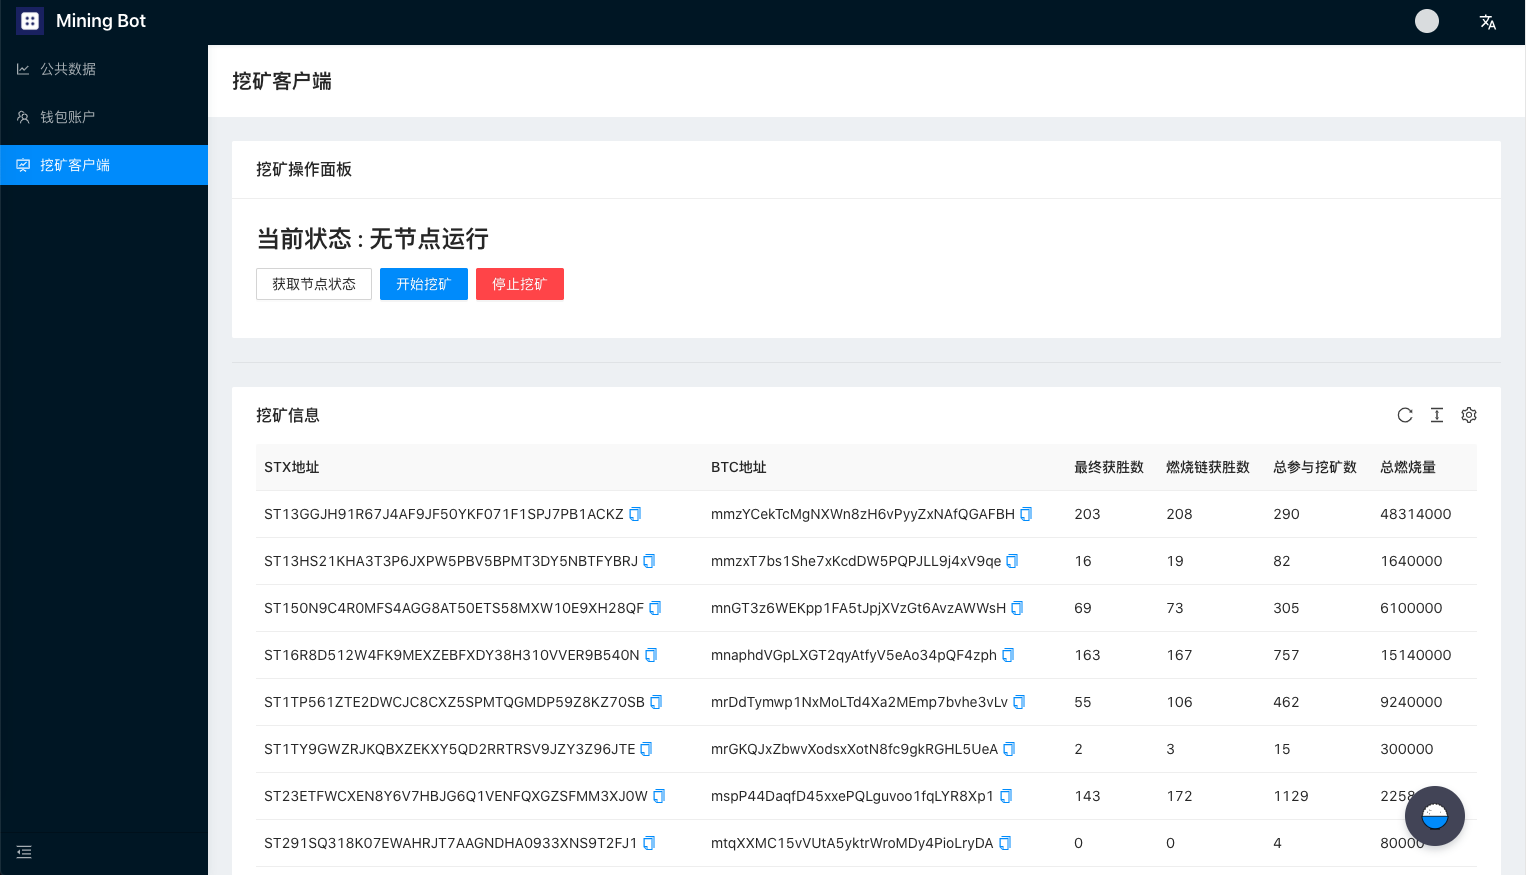 Mining Bot
公共数据
钱包账户
挖矿客户端
挖矿客户端
挖矿操作面板
当前状态 : 无节点运行
获取节点状态 开始挖矿 停止挖矿
挖矿信息
STX地址 BTC地址 最终获胜数 燃烧链获胜数 总参与挖矿数 总燃烧量
ST13GGJH91R67J4AF9JF50YKF071F1SPJ7PB1ACKZ mmzYCekTcMgNXWn8zH6vPyyZxNAfQGAFBH 203 208 290 48314000
ST13HS21KHA3T3P6JXPW5PBV5BPMT3DY5NBTFYBRJ mmzxT7bs1She7xKcdDW5PQPJLL9j4xV9qe 16 19 82 1640000
ST150N9C4R0MFS4AGG8AT50ETS58MXW10E9XH28QF mnGT3z6WEKpp1FA5tJpjXVzGt6AvzAWWsH 69 73 305 6100000
ST16R8D512W4FK9MEXZEBFXDY38H310VVER9B540N mnaphdVGpLXGT2qyAtfyV5eAo34pQF4zph 163 167 757 15140000
ST1TP561ZTE2DWCJC8CXZ5SPMTQGMDP59Z8KZ70SB mrDdTymwp1NxMoLTd4Xa2MEmp7bvhe3vLv 55 106 462 9240000
ST1TY9GWZRJKQBXZEKXY5QD2RRTRSV9JZY3Z96JTE mrGKQJxZbwvXodsxXotN8fc9gkRGHL5UeA 2 3 15 300000
ST23ETFWCXEN8Y6V7HBJG6Q1VENFQXGZSFMM3XJ0W mspP44DaqfD45xxePQLguvoo1fqLYR8Xp1 143 172 1129
ST291SQ318K07EWAHRJT7AAGNDHA0933XNS9T2FJ1 mtqXXMC15vVUtA5yktrWroMDy4PioLryDA 0 0 4 80000